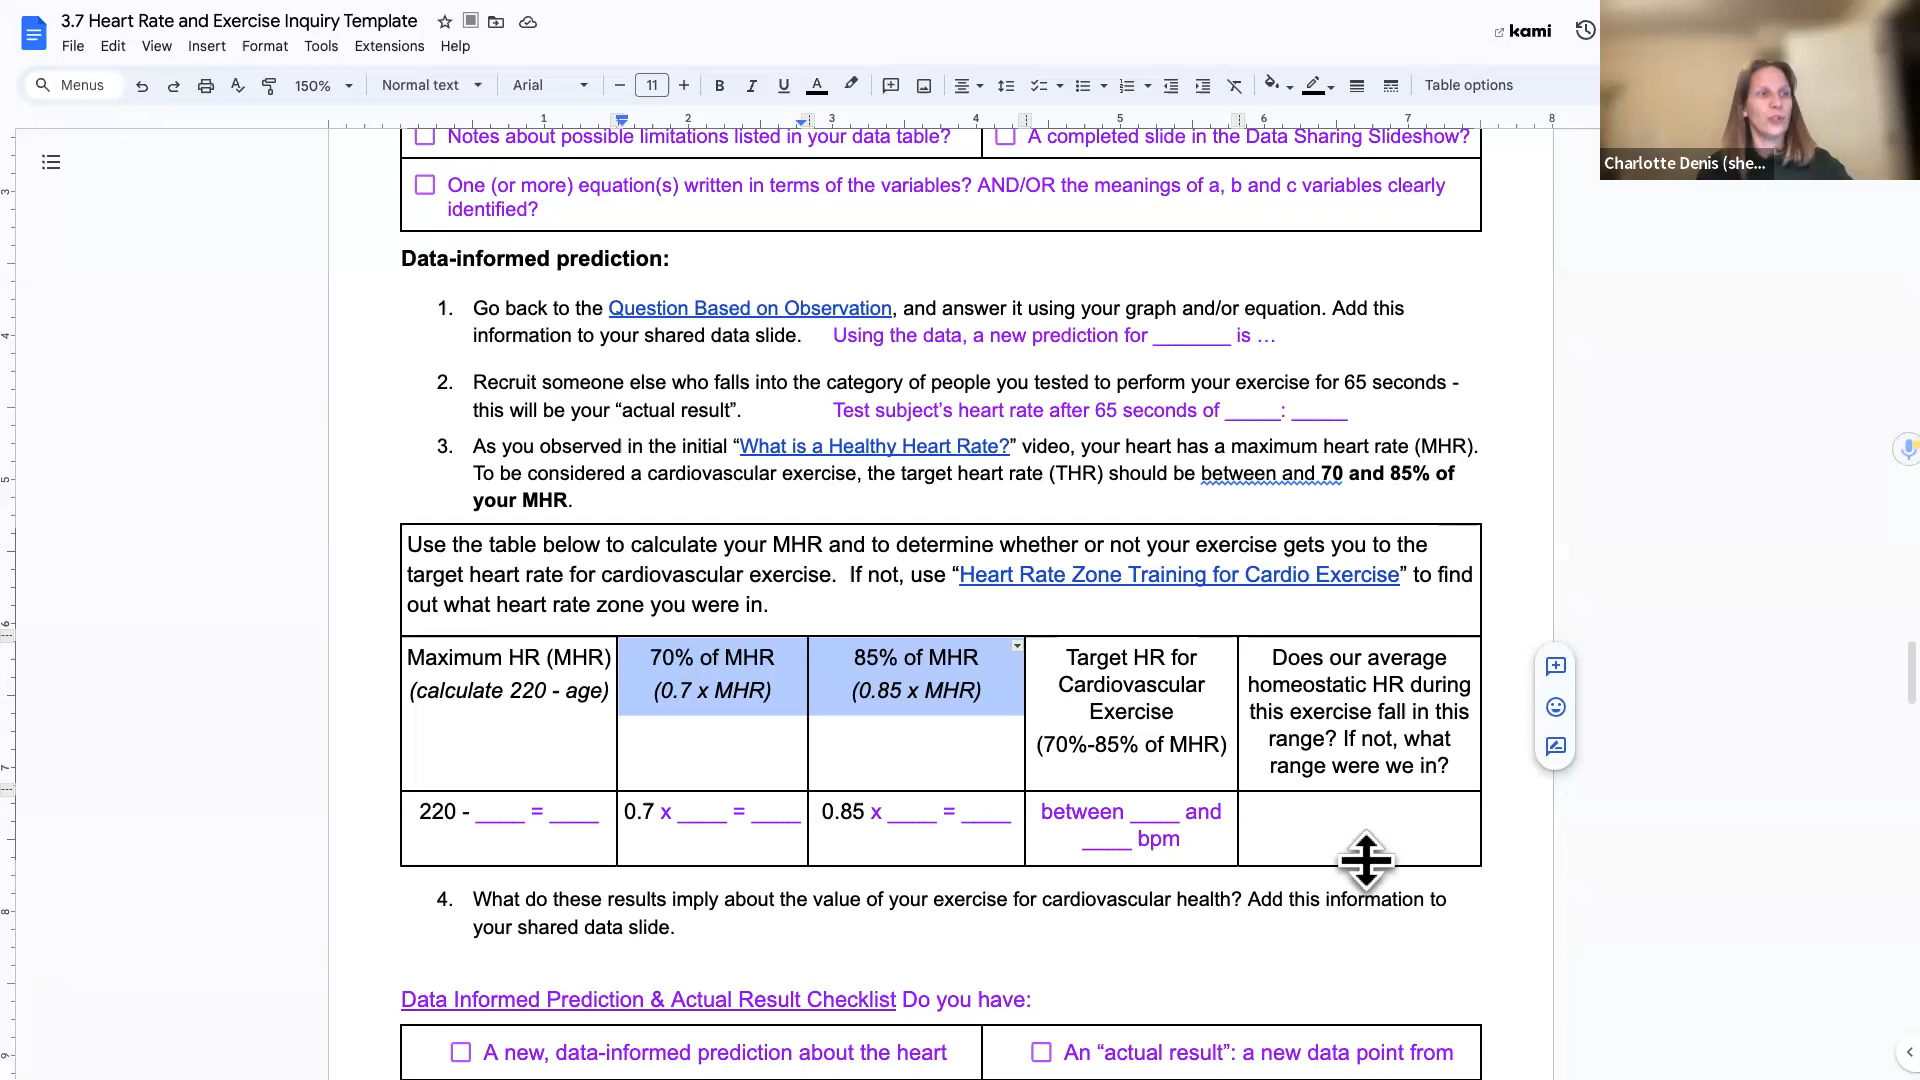 3.7 Heart Rate and Exercise Inquiry Template
File Edit View Insert Format Tools Extensions Help
kami
Menus 150% Normal text Arial 11 B I U A Table options
1 2 3 4 5 6 7 8
Charlotte Denis (she...
Notes about possible limitations listed in your data table? A completed slide in the Data Sharing Slideshow?
One (or more) equation(s) written in terms of the variables? AND/OR the meanings of a, b and c variables clearly
identified?
Data-informed prediction:
1. Go back to the Question Based on Observation, and answer it using your graph and/or equation. Add this
information to your shared data slide. Using the data, a new prediction for _______ is …
2. Recruit someone else who falls into the category of people you tested to perform your exercise for 65 seconds -
this will be your “actual result”. Test subject’s heart rate after 65 seconds of _____: _____
3. As you observed in the initial “What is a Healthy Heart Rate?” video, your heart has a maximum heart rate (MHR).
To be considered a cardiovascular exercise, the target heart rate (THR) should be between and 70 and 85% of
your MHR.
Use the table below to calculate your MHR and to determine whether or not your exercise gets you to the
target heart rate for cardiovascular exercise. If not, use “Heart Rate Zone Training for Cardio Exercise” to find
out what heart rate zone you were in.
Maximum HR (MHR)
(calculate 220 - age)
70% of MHR
(0.7 x MHR)
85% of MHR
(0.85 x MHR)
Target HR for
Cardiovascular
Exercise
(70%-85% of MHR)
Does our average
homeostatic HR during
this exercise fall in this
range? If not, what
range were we in?
220 - ____ = ____
0.7 x ____ = ____
0.85 x ____ = ____
between ____ and
____ bpm
4. What do these results imply about the value of your exercise for cardiovascular health? Add this information to
your shared data slide.
Data Informed Prediction & Actual Result Checklist Do you have:
A new, data-informed prediction about the heart
An “actual result”: a new data point from
3
4
5
6
7
8
9